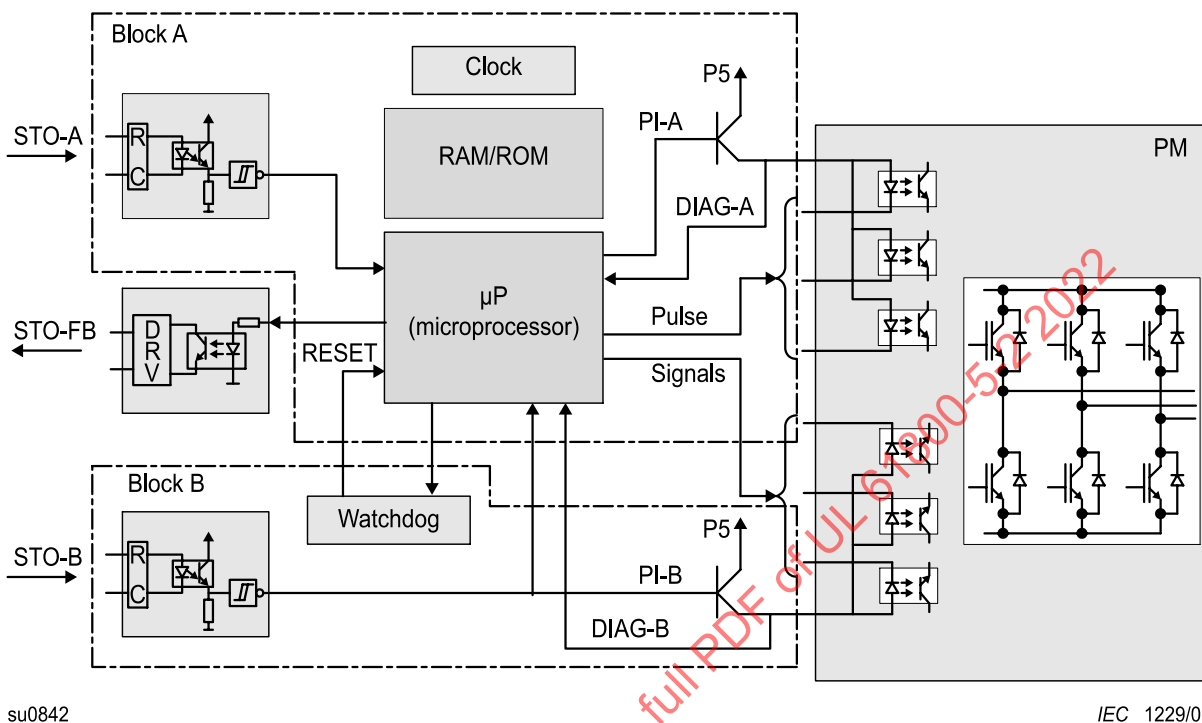 Block A
Clock
P5
STO-A
R
C
RAM/ROM
PI-A
PM
DIAG-A
µP
(microprocessor)
STO-FB
D
R
V
RESET
Pulse
Signals
Block B
Watchdog
P5
STO-B
R
C
PI-B
DIAG-B
full PDF of UL 61800-5-2 2022
su0842
IEC 1229/0